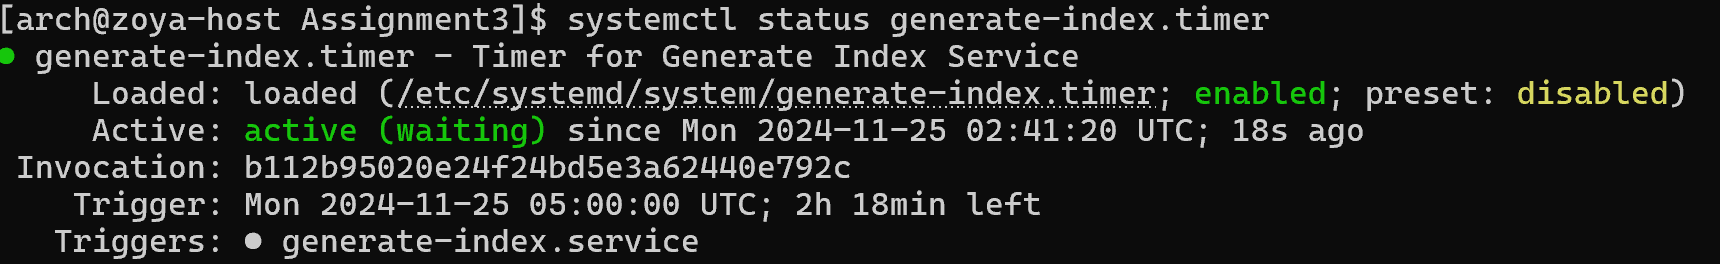 [arch@zoya-host Assignment3]$ systemctl status generate-index.timer
● generate-index.timer - Timer for Generate Index Service
Loaded: loaded (/etc/systemd/system/generate-index.timer; enabled; preset: disabled)
Active: active (waiting) since Mon 2024-11-25 02:41:20 UTC; 18s ago
Invocation: b112b95020e24f24bd5e3a62440e792c
Trigger: Mon 2024-11-25 05:00:00 UTC; 2h 18min left
Triggers: ● generate-index.service